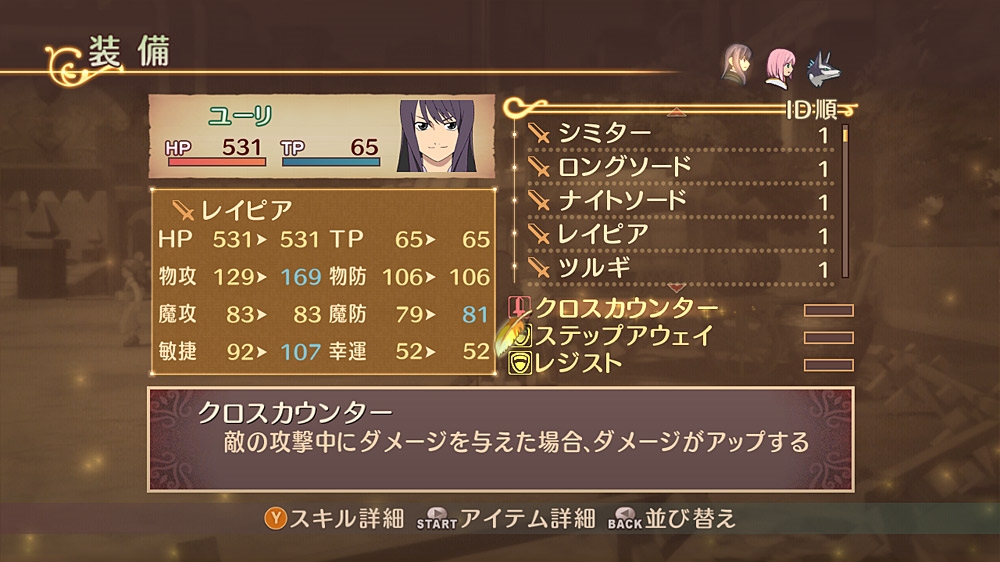 装備
ユーリ
HP 531 TP 65
レイピア
HP 531 531 TP 65 65
物攻 129 169 物防 106 106
魔攻 83 83 魔防 79 81
敏捷 92 107 幸運 52 52
ID順
シミター 1
ロングソード 1
ナイトソード 1
レイピア 1
ツルギ 1
クロスカウンター
ステップアウェイ
レジスト
クロスカウンター
敵の攻撃中にダメージを与えた場合、ダメージがアップする
Y スキル詳細 START アイテム詳細 BACK 並び替え